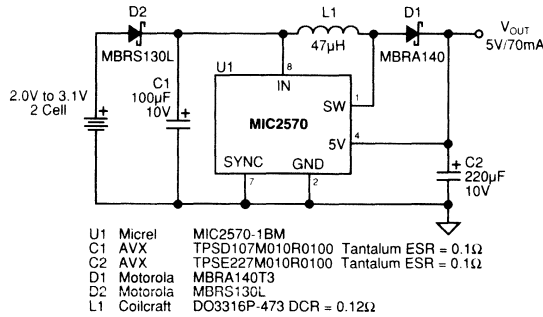 D2
MBRS130L
L1
47µH
D1
MBRA140
VOUT
5V/70mA
2.0V to 3.1V
2 Cell
C1
100µF
10V
U1
8
IN
MIC2570
SW
1
5V
4
SYNC
GND
7
2
C2
220µF
10V
U1 Micrel MIC2570-1BM
C1 AVX TPSD107M010R0100 Tantalum ESR = 0.1Ω
C2 AVX TPSE227M010R0100 Tantalum ESR = 0.1Ω
D1 Motorola MBRA140T3
D2 Motorola MBRS130L
L1 Coilcraft DO3316P-473 DCR = 0.12Ω